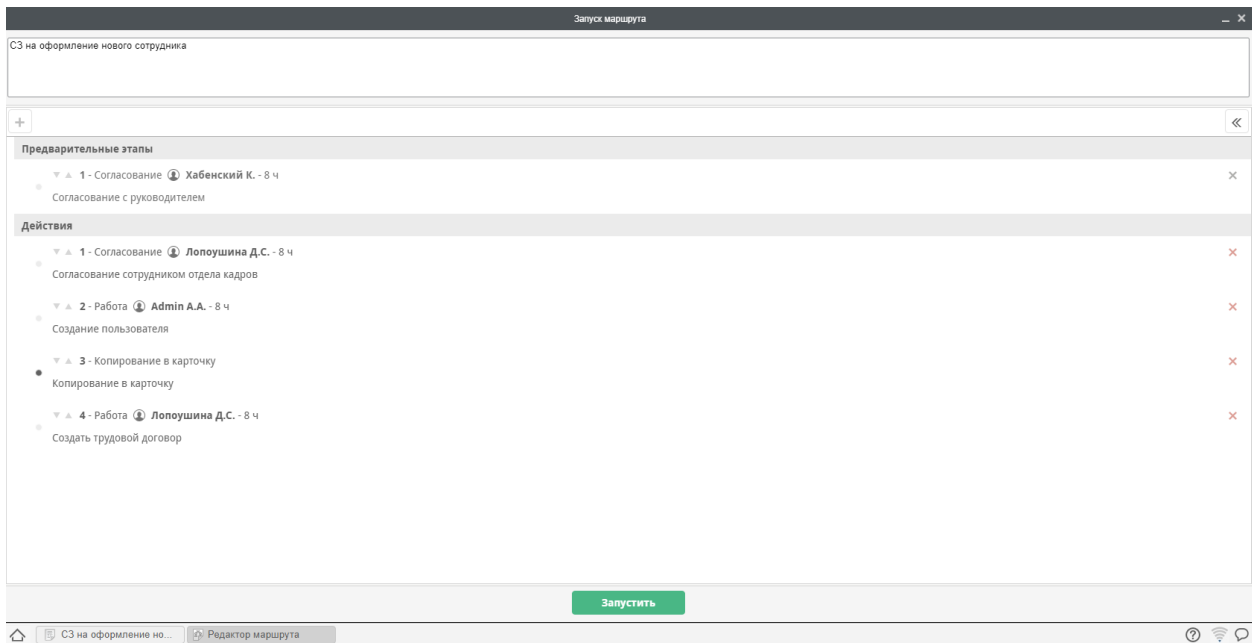 Запуск маршрута
СЗ на оформление нового сотрудника
Предварительные этапы
1 - Согласование Хабенский К. - 8 ч
Согласование с руководителем
Действия
1 - Согласование Лопоушина Д.С. - 8 ч
Согласование сотрудником отдела кадров
2 - Работа Admin A.A. - 8 ч
Создание пользователя
3 - Копирование в карточку
Копирование в карточку
4 - Работа Лопоушина Д.С. - 8 ч
Создать трудовой договор
Запустить
СЗ на оформление но... Редактор маршрута